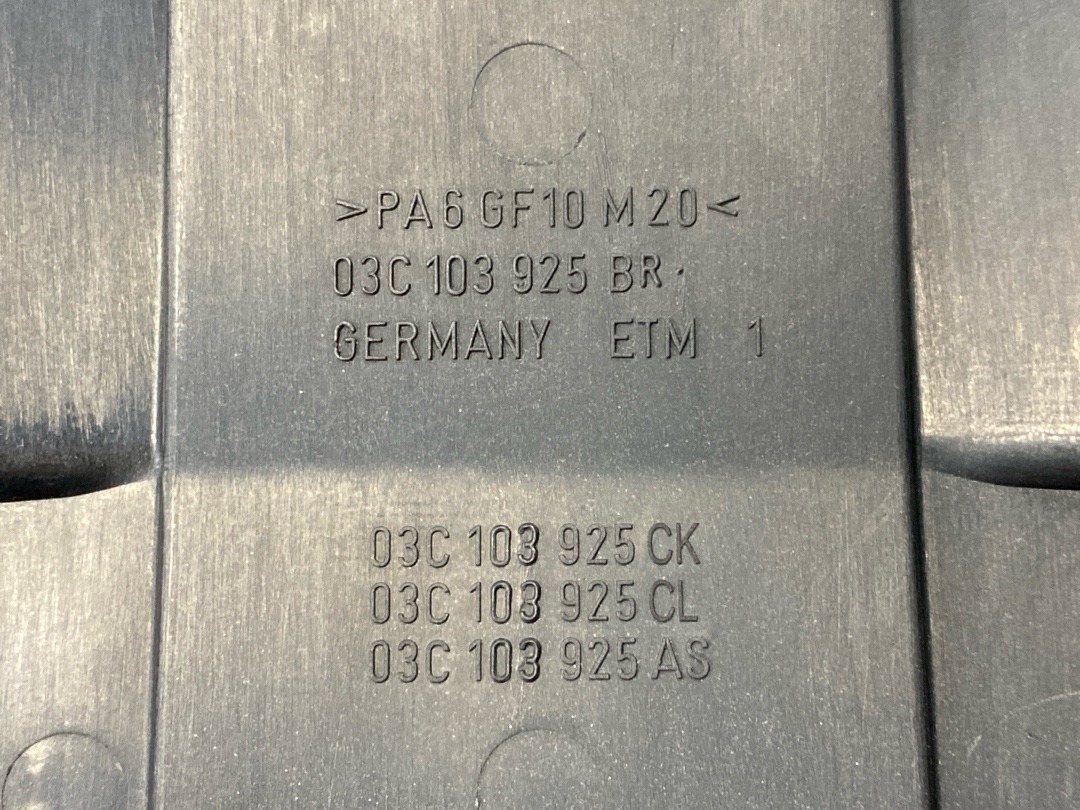 >PA6 GF10 M20<
03C 103 925 BR.
GERMANY ETM 1
03C 103 925 CK
03C 103 925 CL
03C 103 925 AS